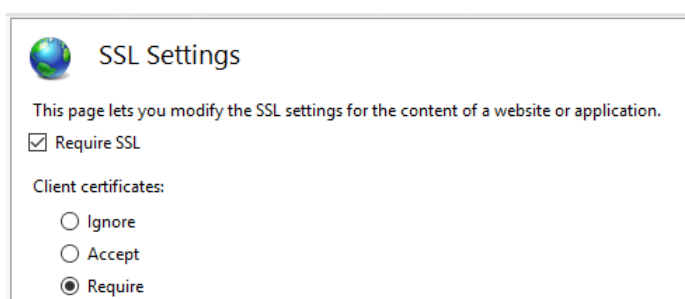 SSL Settings
This page lets you modify the SSL settings for the content of a website or application.
Require SSL
Client certificates:
Ignore
Accept
Require